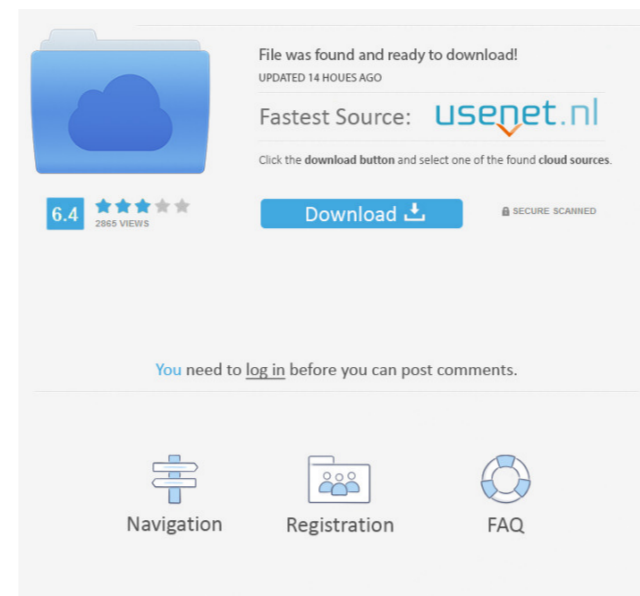 File was found and ready to download!
UPDATED 14 HOUES AGO
Fastest Source: usenet.nl
Click the download button and select one of the found cloud sources.
6.4
2865 VIEWS
Download
SECURE SCANNED
You need to log in before you can post comments.
Navigation
Registration
FAQ